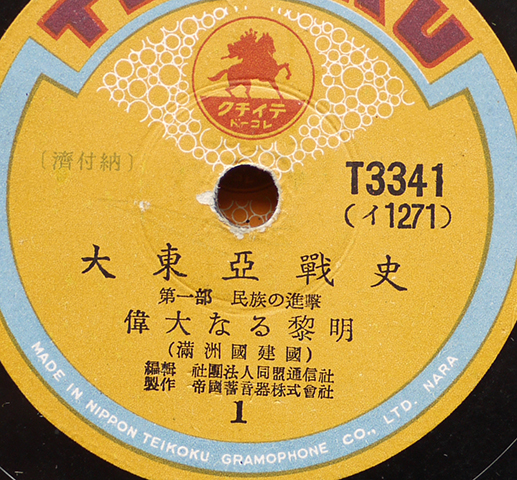 テイチク
レコード
〔納付済〕
T3341
(イ1271)
大東亞戰史
第一部 民族の進擊
偉大なる黎明
(滿洲國建國)
編輯 社團法人同盟通信社
製作 帝國蓄音器株式會社
1
MADE IN NIPPON TEIKOKU GRAMOPHONE CO., LTD. NARA